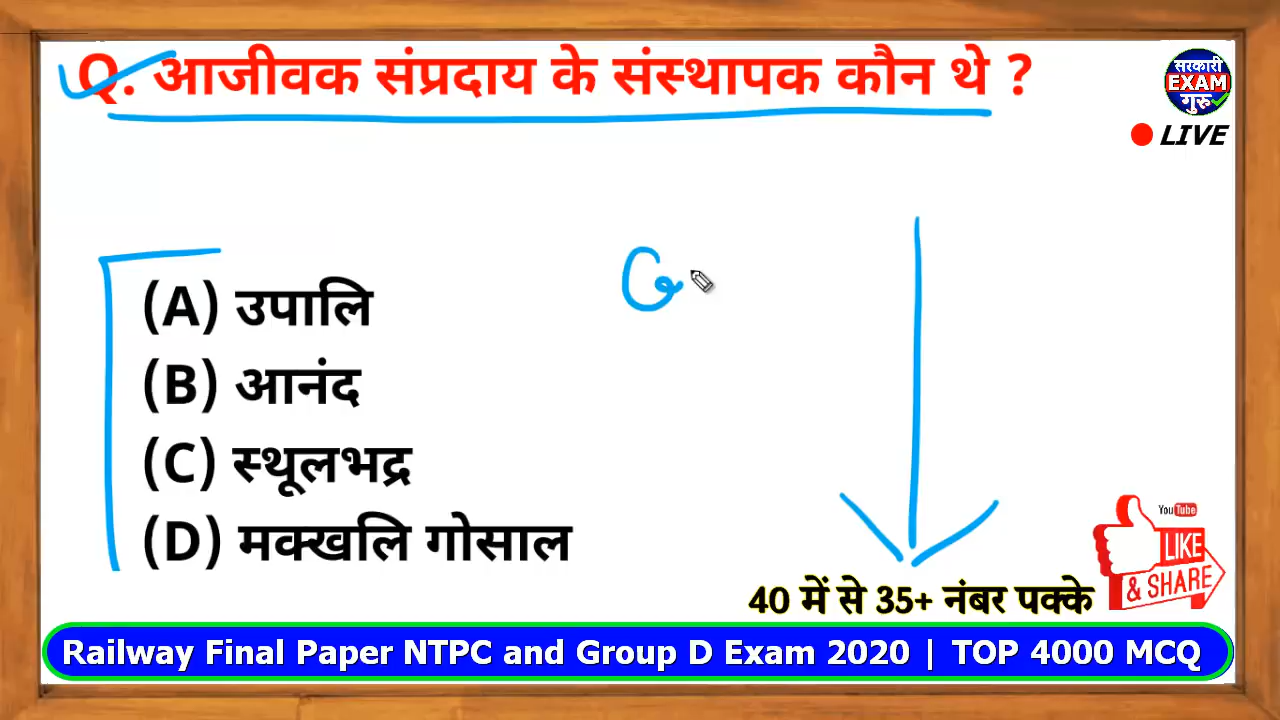 Q. आजीवक संप्रदाय के संस्थापक कौन थे ?
सरकारी
EXAM
गुरु
LIVE
(A) उपालि
(B) आनंद
(C) स्थूलभद्र
(D) मक्खलि गोसाल
YouTube
LIKE
& SHARE
40 में से 35+ नंबर पक्के
Railway Final Paper NTPC and Group D Exam 2020 | TOP 4000 MCQ